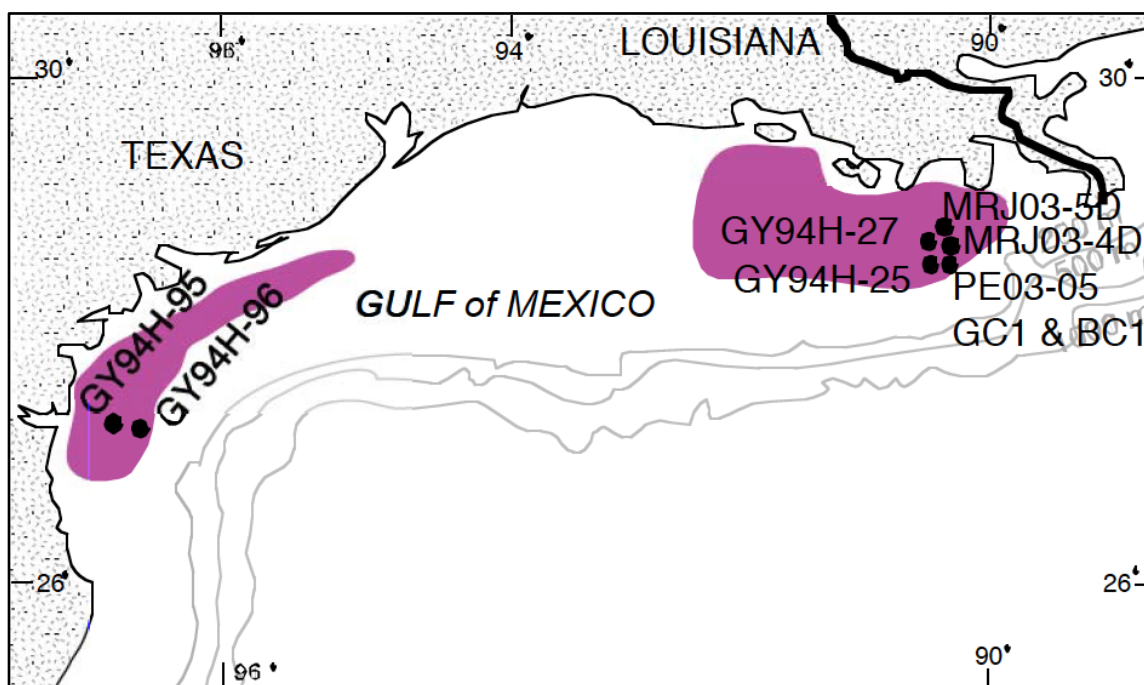 96°
94°
90°
LOUISIANA
30°
30°
TEXAS
MRJ03-5D
GY94H-27
MRJ03-4D
500 m
GY94H-25
PE03-05
GY94H-95
GY94H-96
GULF of MEXICO
GC1 & BC1
26°
26°
96°
90°